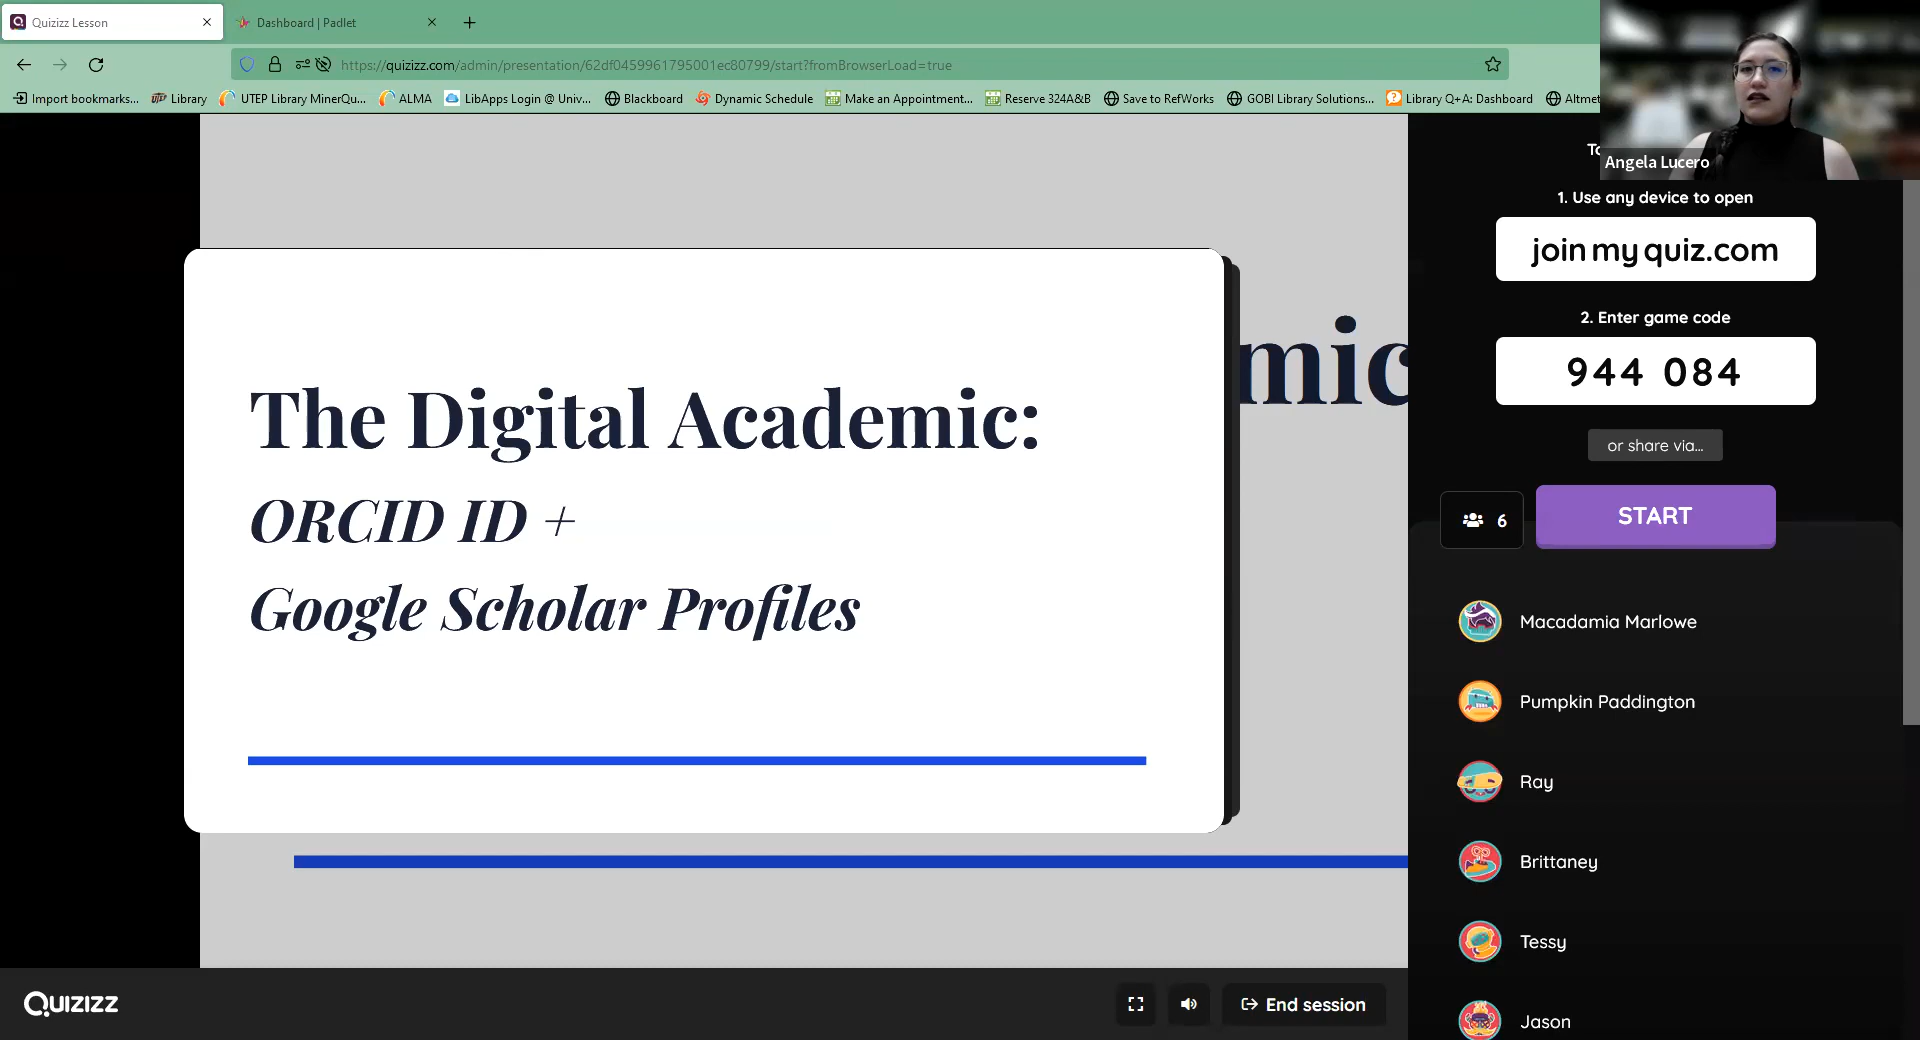 Quizizz Lesson
Dashboard | Padlet
https://quizizz.com/admin/presentation/62df0459961795001ec80799/start?fromBrowserLoad=true
Import bookmarks... Library UTEP Library MinerQu... ALMA LibApps Login @ Univ... Blackboard Dynamic Schedule Make an Appointment... Reserve 324A&B Save to RefWorks GOBI Library Solutions... Library Q+A: Dashboard Altmet
Angela Lucero
1. Use any device to open
joinmyquiz.com
2. Enter game code
944 084
or share via...
6 START
The Digital Academic:
ORCID ID +
Google Scholar Profiles
mic
Macadamia Marlowe
Pumpkin Paddington
Ray
Brittaney
Tessy
Jason
Quizizz
End session